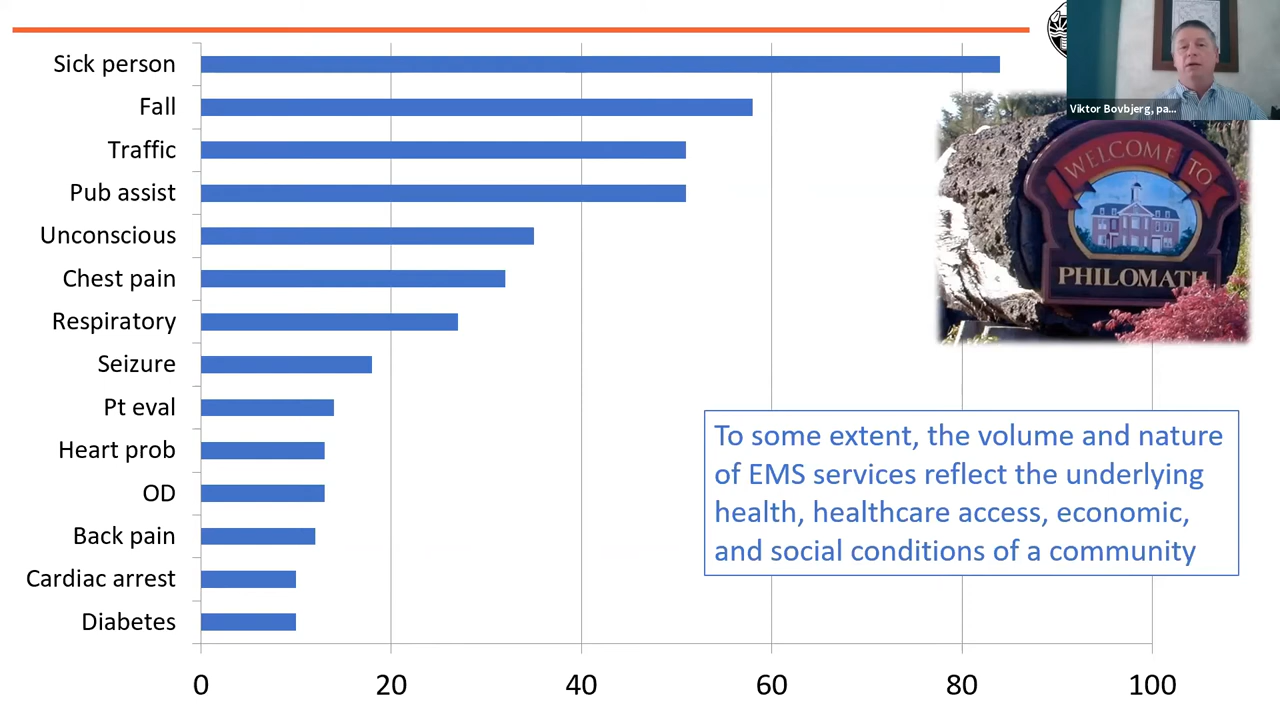 Sick person
Fall
Traffic
Pub assist
Unconscious
Chest pain
Respiratory
Seizure
Pt eval
Heart prob
OD
Back pain
Cardiac arrest
Diabetes
0 20 40 60 80 100
Viktor Bovbjerg, pa...
WELCOME TO
PHILOMATH
To some extent, the volume and nature
of EMS services reflect the underlying
health, healthcare access, economic,
and social conditions of a community